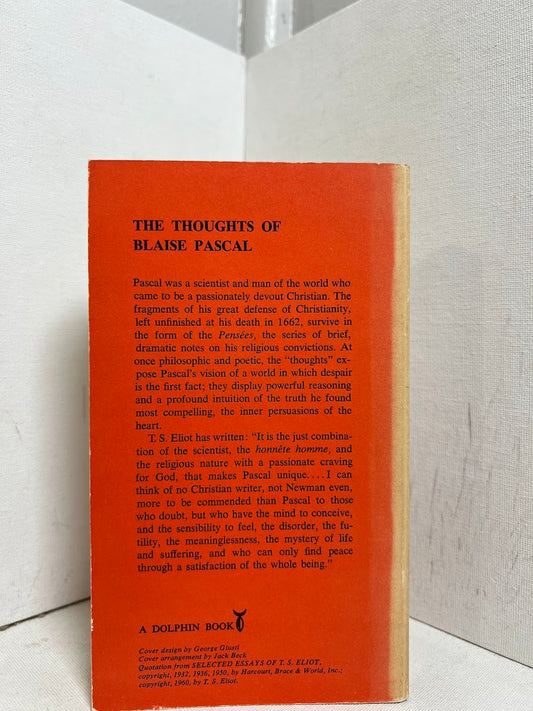 THE THOUGHTS OF
BLAISE PASCAL
Pascal was a scientist and man of the world who
came to be a passionately devout Christian. The
fragments of his great defense of Christianity,
left unfinished at his death in 1662, survive in
the form of the Pensées, the series of brief,
dramatic notes on his religious convictions. At
once philosophic and poetic, the “thoughts” ex-
pose Pascal’s vision of a world in which despair
is the first fact; they display powerful reasoning
and a profound intuition of the truth he found
most compelling, the inner persuasions of the
heart.
T. S. Eliot has written: “It is the just combina-
tion of the scientist, the honnête homme, and
the religious nature with a passionate craving
for God, that makes Pascal unique. . . . I can
think of no Christian writer, not Newman even,
more to be commended than Pascal to those
who doubt, but who have the mind to conceive,
and the sensibility to feel, the disorder, the fu-
tility, the meaninglessness, the mystery of life
and suffering, and who can only find peace
through a satisfaction of the whole being.”
A DOLPHIN BOOK
Cover design by George Giusti
Cover arrangement by Jack Beck
Quotation from SELECTED ESSAYS OF T. S. ELIOT,
copyright, 1932, 1936, 1950, by Harcourt, Brace & World, Inc.;
copyright, 1960, by T. S. Eliot.